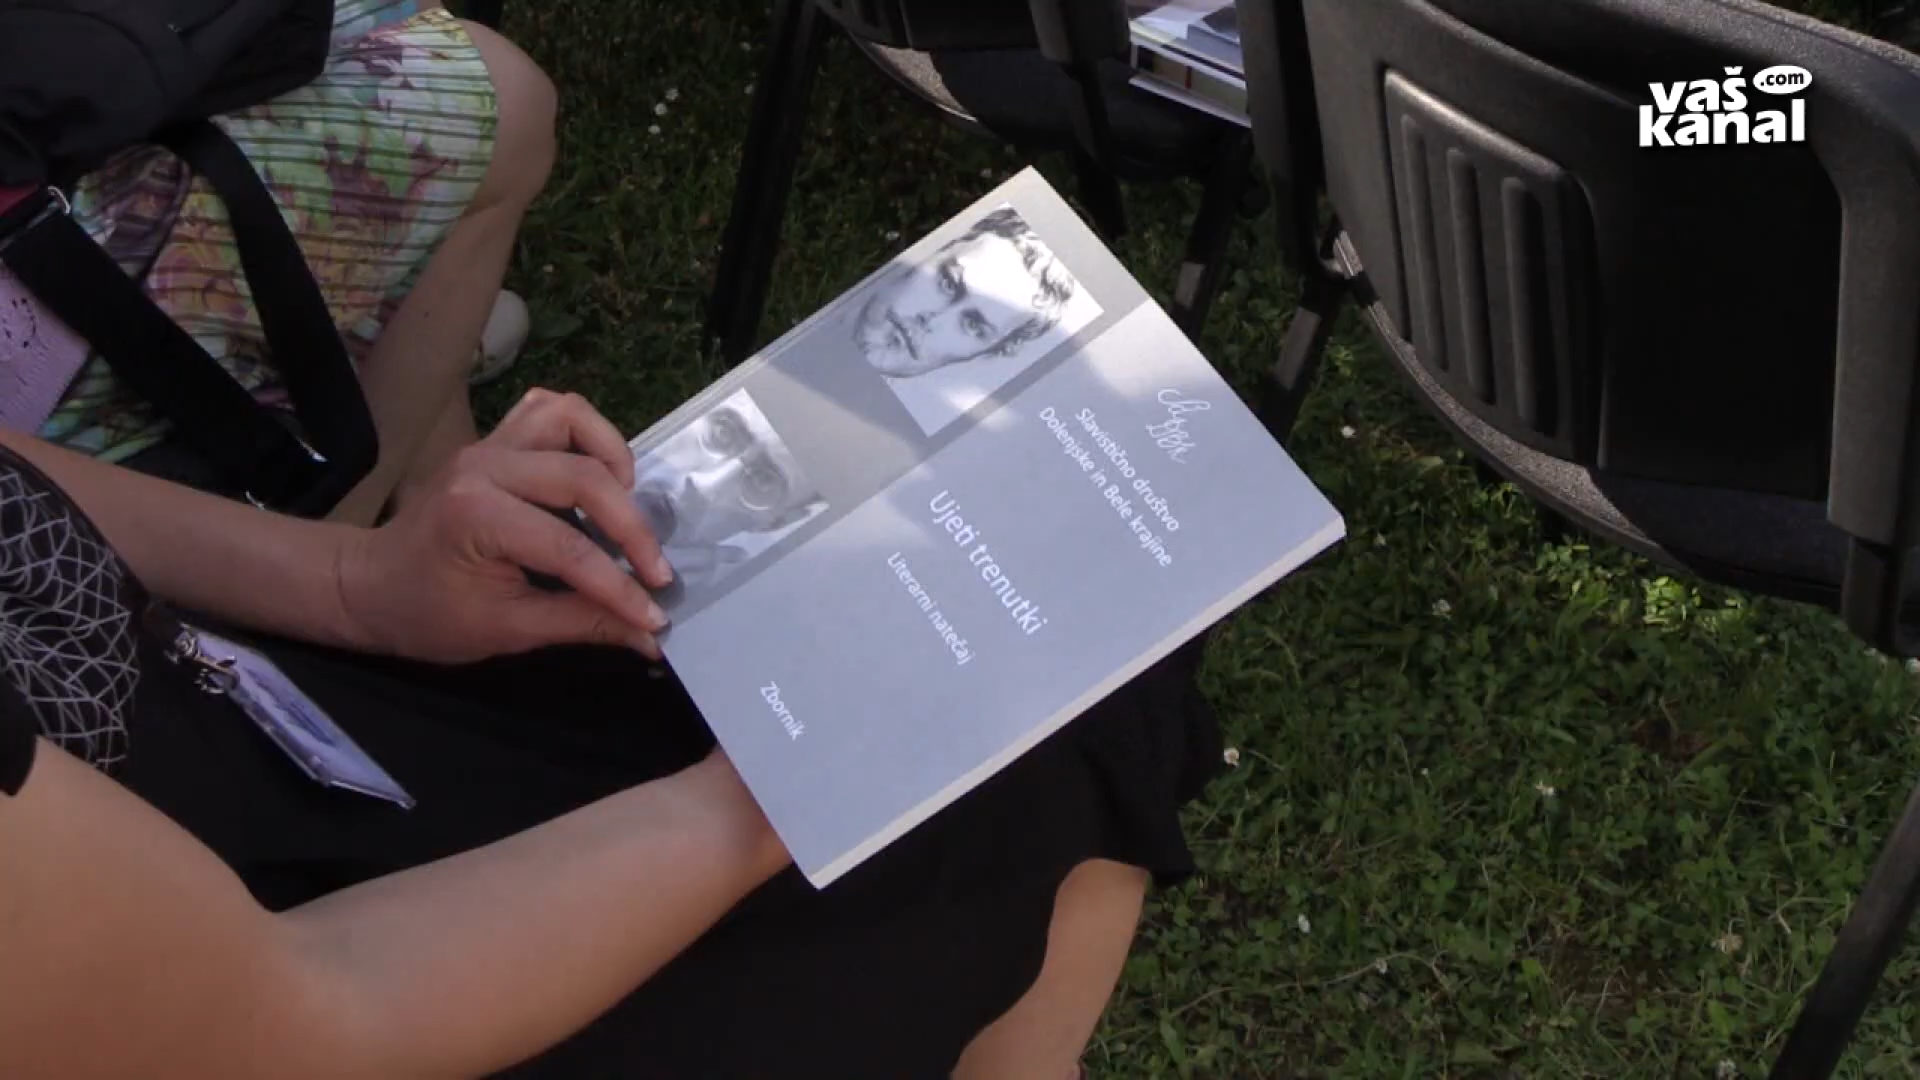 vaš .com
kanal
Slavistično društvo
Dolenjske in Bele krajine
Ujeti trenutki
Literarni natečaj
Zbornik